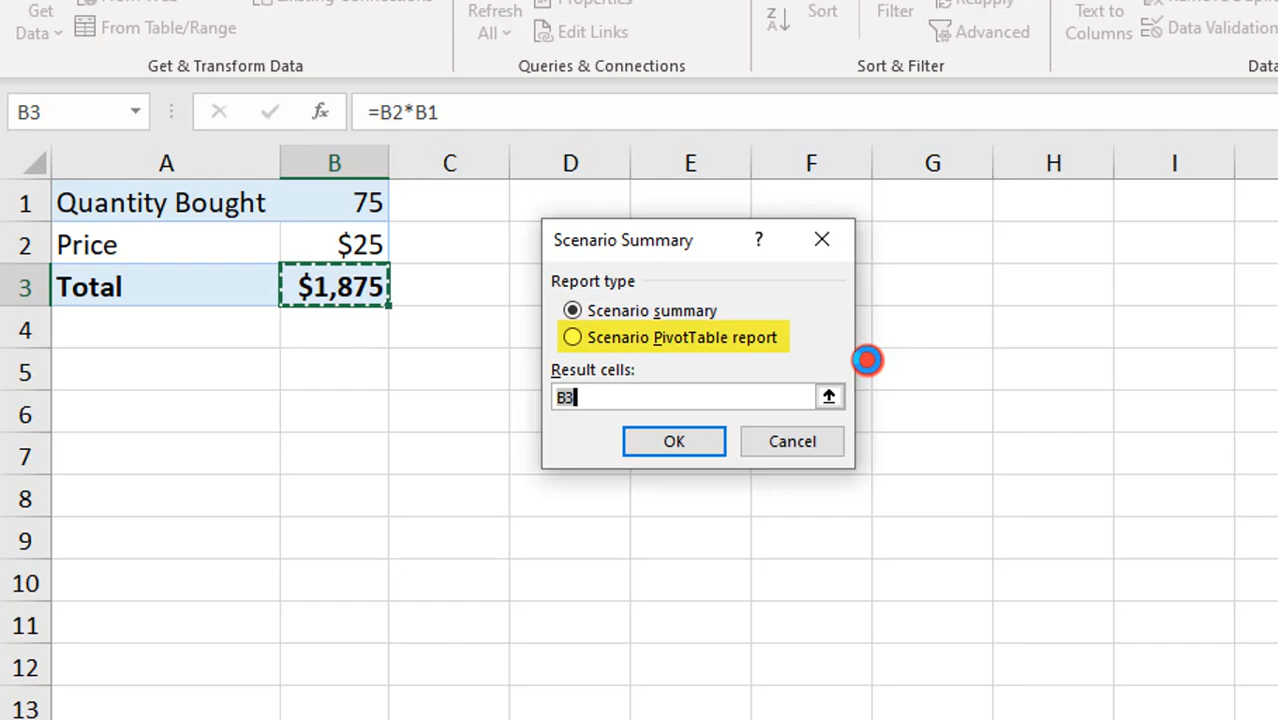 Get
Data
From Table/Range
Refresh
All
Properties
Edit Links
Z
A
Sort
Filter
Reapply
Advanced
Text to
Columns
Data Validation
Get & Transform Data
Queries & Connections
Sort & Filter
Data
B3
fx
=B2*B1
A B C D E F G H I
1 Quantity Bought 75
2 Price $25
3 Total $1,875
4
5
6
7
8
9
10
11
12
13
Scenario Summary ?
Report type
Scenario summary
Scenario PivotTable report
Result cells:
B3
OK Cancel